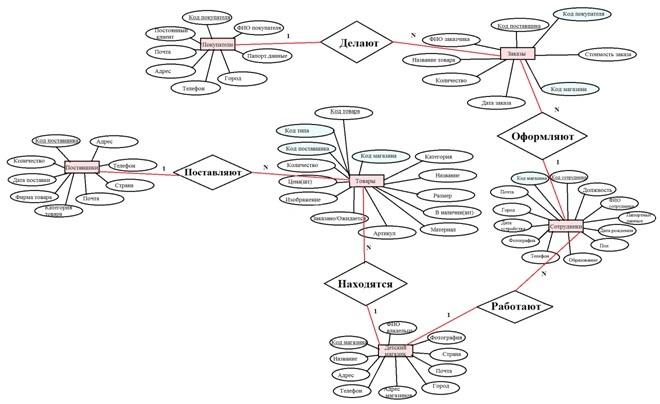 Код покупателя
ФИО покупателя
Постоянный
клиент
Покупатели
Почта
Папорт.данные
Адрес
Город
Телефон
1
Делают
N
Код поставщика
Код покупателя
ФИО заказчика
Заказы
Название товара
Стоимость заказа
Количество
Код магазина
Дата заказа
N
Оформляют
1
Код поставщика
Адрес
Количество
Поставщики
Телефон
Дата поставки
Страна
Фирма товара
Почта
Категория
товара
1
Поставляют
N
Код товара
Код типа
Код поставщика
Код магазина
Категория
Количество
Название
Цена(шт)
Товары
Размер
Изображение
В наличии(шт)
Заказано/Ожидается
Материал
Артикул
N
Находятся
1
Код магазина
Код сотрудника
Почта
Должность
Город
ФИО
сотрудника
Дата
устройства
Паспортные
данные
Сотрудники
Дата рождения
Фотография
Пол
Телефон
Образование
N
Работают
1
ФИО
владельца
Код магазина
Фотография
Детский
магазин
Название
Страна
Адрес
Почта
Телефон
Адрес
магазинов
Город